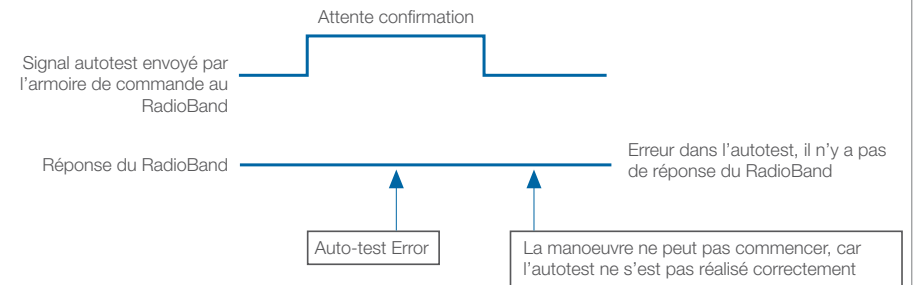 Attente confirmation
Signal autotest envoyé par
l'armoire de commande au
RadioBand
Réponse du RadioBand
Erreur dans l'autotest, il n'y a pas
de réponse du RadioBand
Auto-test Error
La manoeuvre ne peut pas commencer, car
l'autotest ne s'est pas réalisé correctement